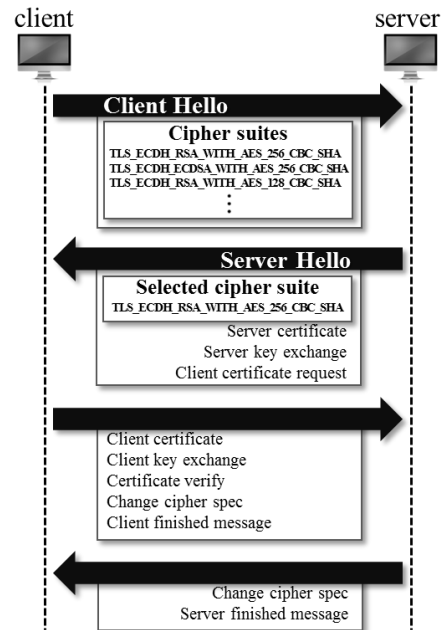 client
server
Client Hello
Cipher suites
TLS_ECDH_RSA_WITH_AES_256_CBC_SHA
TLS_ECDH_ECDSA_WITH_AES_256_CBC_SHA
TLS_ECDH_RSA_WITH_AES_128_CBC_SHA
⋮
Server Hello
Selected cipher suite
TLS_ECDH_RSA_WITH_AES_256_CBC_SHA
Server certificate
Server key exchange
Client certificate request
Client certificate
Client key exchange
Certificate verify
Change cipher spec
Client finished message
Change cipher spec
Server finished message